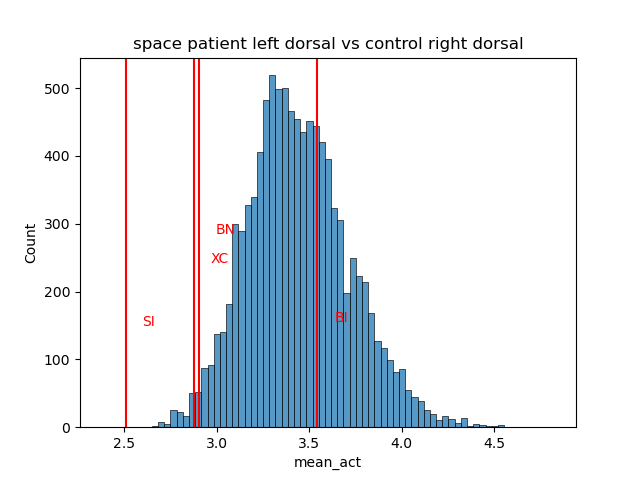 space patient left dorsal vs control right dorsal
Count
500
400
300
200
100
0
BN
XC
SI
BI
2.5 3.0 3.5 4.0 4.5
mean_act